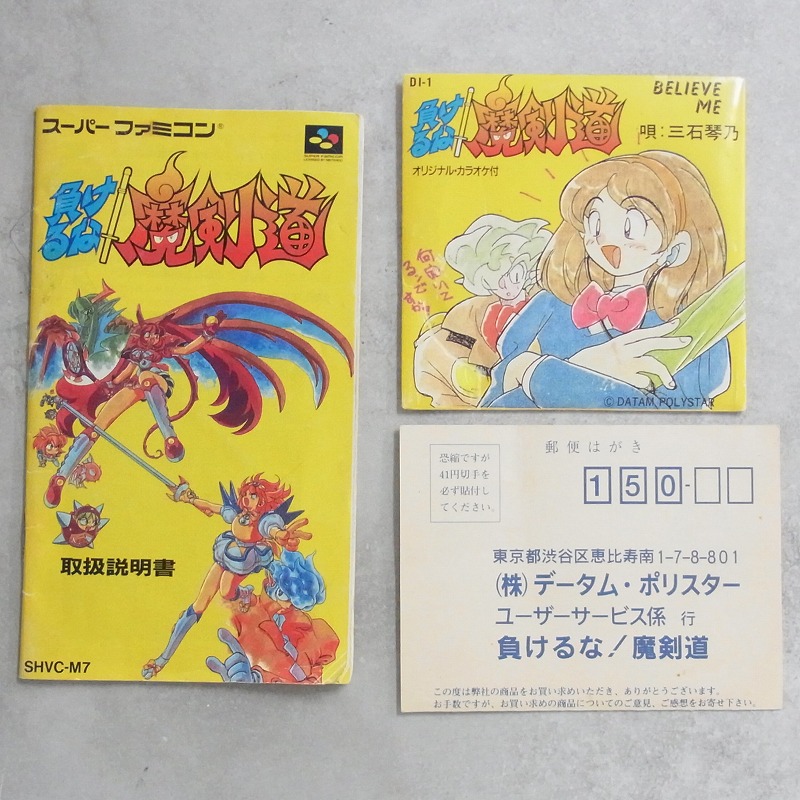 スーパーファミコン®
SUPER FAMICOM
LICENSED BY NINTENDO
負けるな! 魔剣道
取扱説明書
SHVC-M7
DI-1
負けるな! 魔剣道
オリジナル・カラオケ付
BELIEVE
ME
唄:三石琴乃
© DATAM POLYSTAR
郵便はがき
恐縮ですが
41円切手を
必ず貼付し
てください。
150-
東京都渋谷区恵比寿南1-7-8-801
(株)データム・ポリスター
ユーザーサービス係 行
負けるな!魔剣道
この度は弊社の商品をお買い求めいただき、ありがとうございます。
お手数ですが、お買い求めの商品についてのご意見、ご感想をお寄せ下さい。